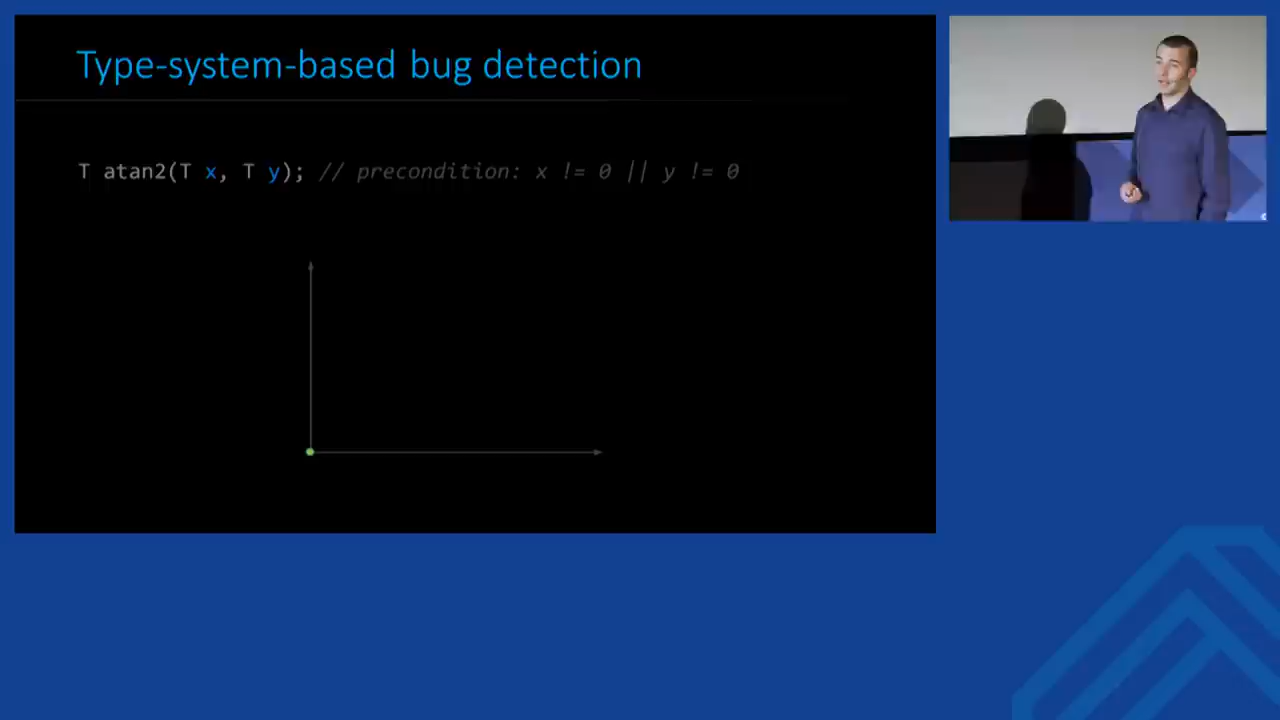 Type-system-based bug detection
T atan2(T x, T y); // precondition: x != 0 || y != 0